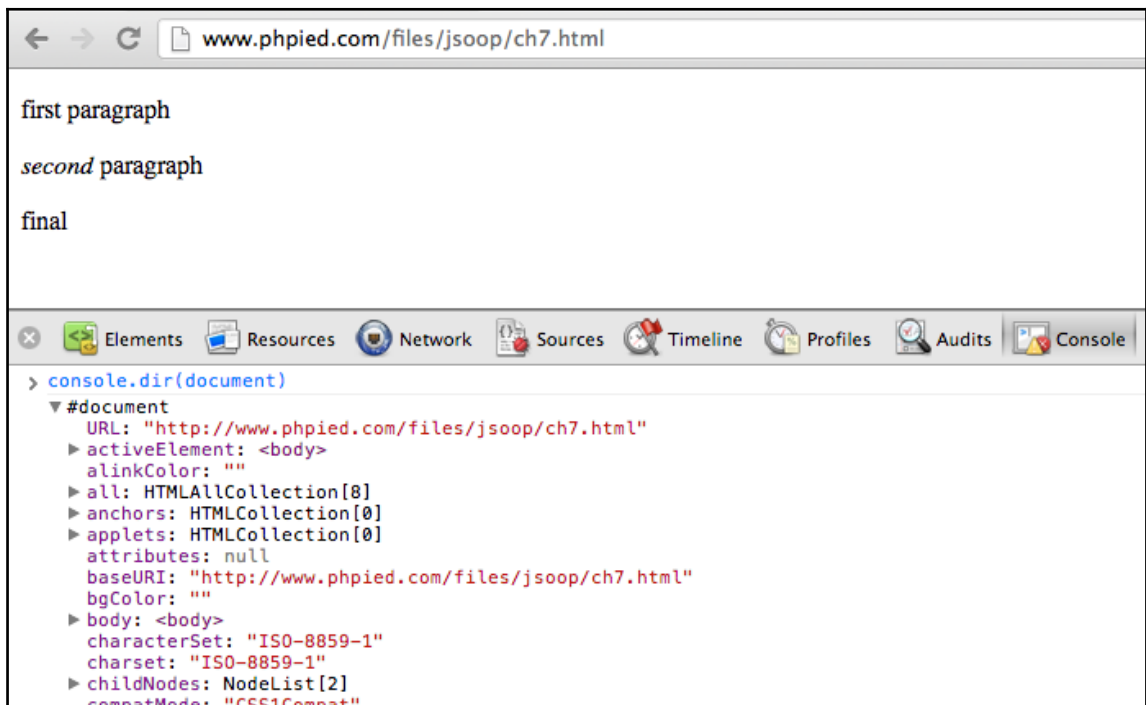 www.phpied.com/files/jsoop/ch7.html
first paragraph
second paragraph
final
Elements Resources Network Sources Timeline Profiles Audits Console
> console.dir(document)
▼#document
URL: "http://www.phpied.com/files/jsoop/ch7.html"
▶activeElement: <body>
alinkColor: ""
▶all: HTMLAllCollection[8]
▶anchors: HTMLCollection[0]
▶applets: HTMLCollection[0]
attributes: null
baseURI: "http://www.phpied.com/files/jsoop/ch7.html"
bgColor: ""
▶body: <body>
characterSet: "ISO-8859-1"
charset: "ISO-8859-1"
▶childNodes: NodeList[2]
compatMode: "CSS1Compat"